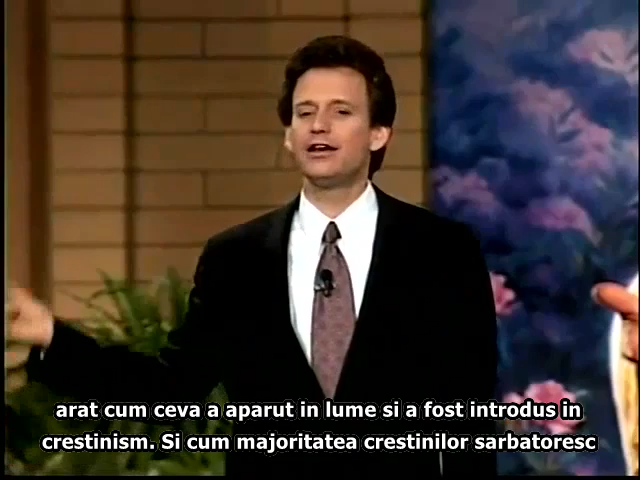 arat cum ceva a aparut in lume si a fost introdus in
crestinism. Si cum majoritatea crestinilor sarbatoresc